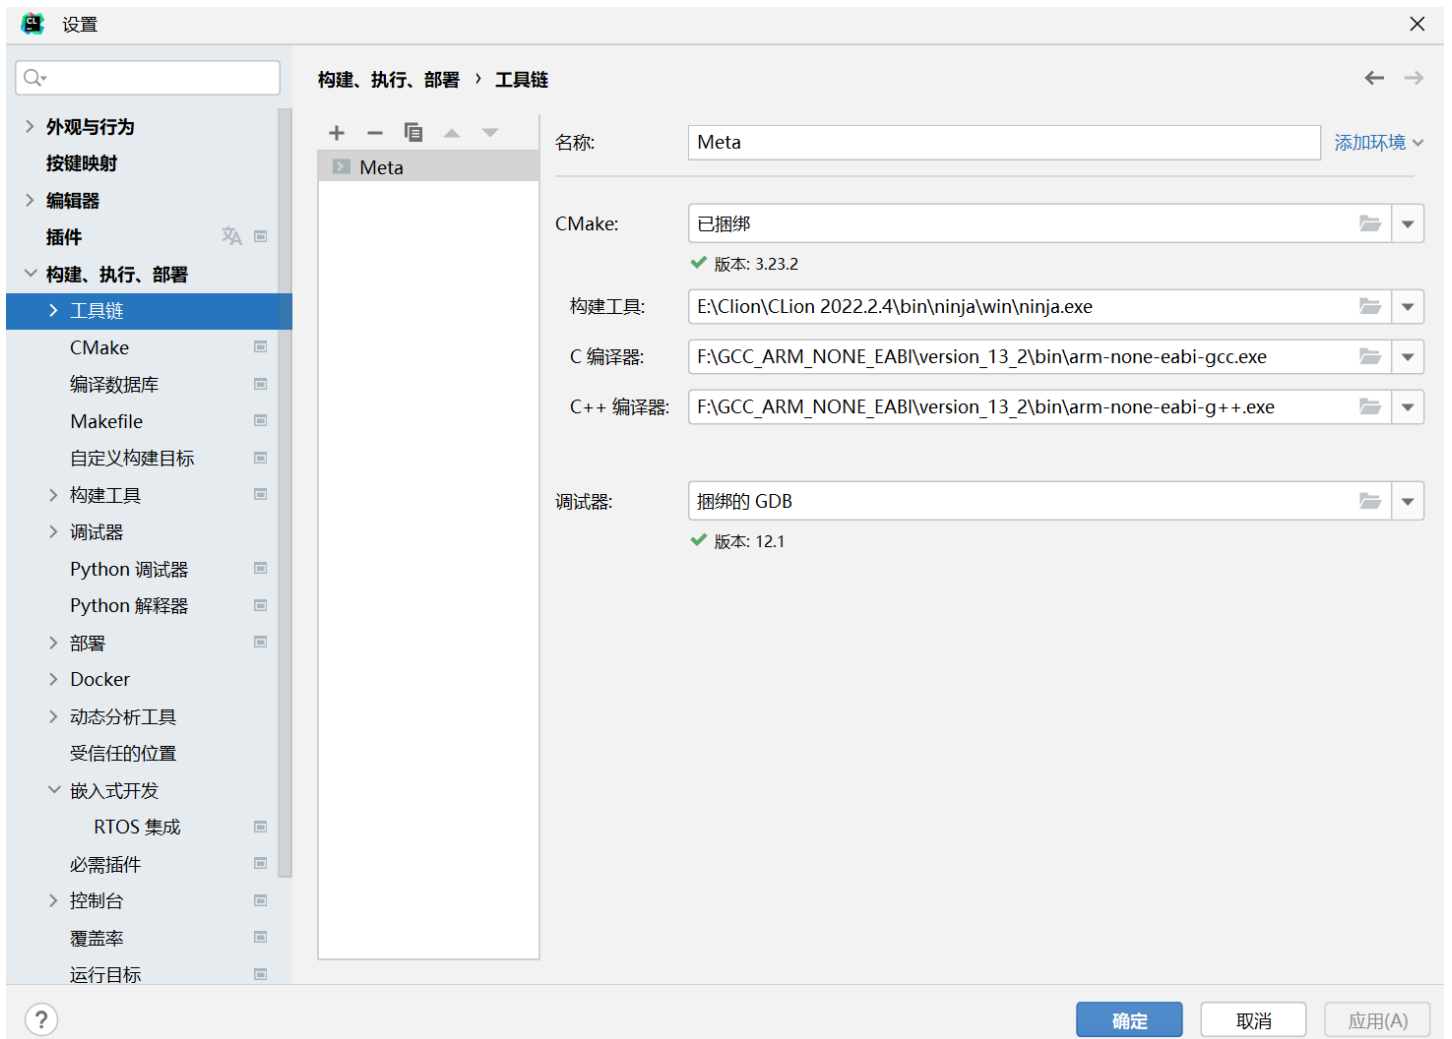 CL
设置
外观与行为
按键映射
编辑器
插件
构建、执行、部署
工具链
CMake
编译数据库
Makefile
自定义构建目标
构建工具
调试器
Python 调试器
Python 解释器
部署
Docker
动态分析工具
受信任的位置
嵌入式开发
RTOS 集成
必需插件
控制台
覆盖率
运行目标
构建、执行、部署 › 工具链
Meta
名称: Meta 添加环境
CMake: 已捆绑
版本: 3.23.2
构建工具: E:\Clion\CLion 2022.2.4\bin\ninja\win\ninja.exe
C 编译器: F:\GCC_ARM_NONE_EABI\version_13_2\bin\arm-none-eabi-gcc.exe
C++ 编译器: F:\GCC_ARM_NONE_EABI\version_13_2\bin\arm-none-eabi-g++.exe
调试器: 捆绑的 GDB
版本: 12.1
?
确定 取消 应用(A)